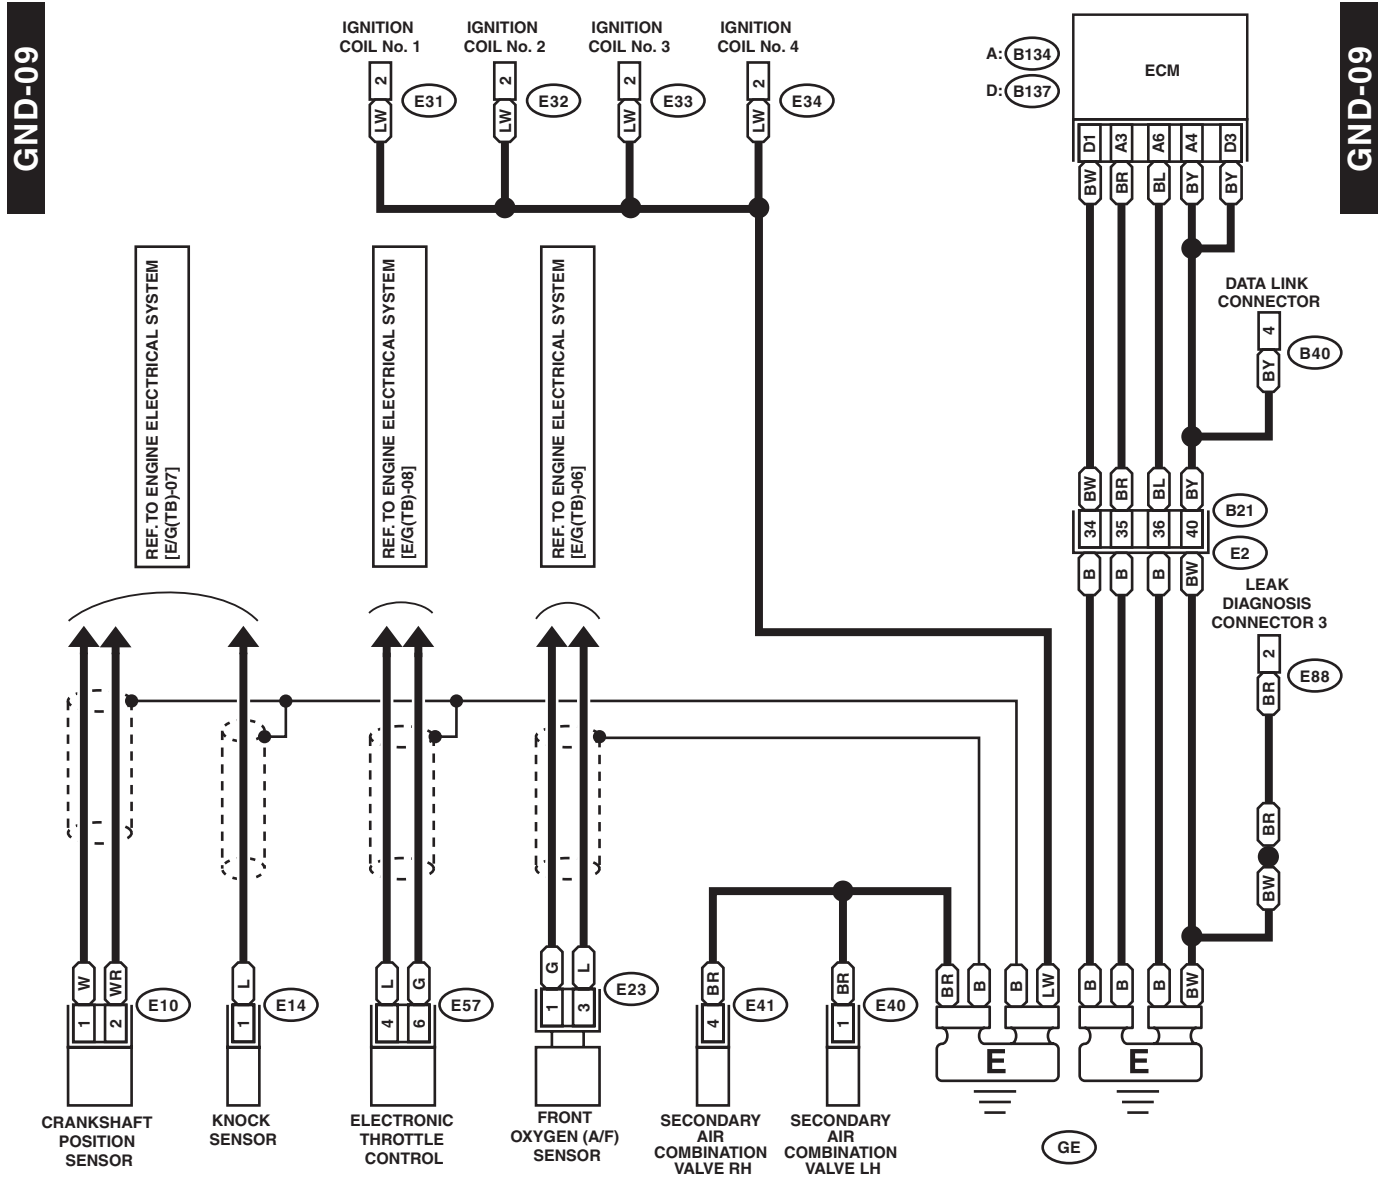 GND-09
GND-09
IGNITION
COIL No. 1
IGNITION
COIL No. 2
IGNITION
COIL No. 3
IGNITION
COIL No. 4
2
2
2
2
E31
E32
E33
E34
LW
LW
LW
LW
A: B134
D: B137
ECM
D1
A3
A6
A4
D3
BW
BR
BL
BY
BY
DATA LINK
CONNECTOR
4
B40
BY
REF. TO ENGINE ELECTRICAL SYSTEM
[E/G(TB)-07]
REF. TO ENGINE ELECTRICAL SYSTEM
[E/G(TB)-08]
REF. TO ENGINE ELECTRICAL SYSTEM
[E/G(TB)-06]
BW
BR
BL
BY
B21
34
35
36
40
E2
B
B
B
BW
LEAK
DIAGNOSIS
CONNECTOR 3
2
E88
BR
BR
BW
W
WR
L
L
G
G
L
BR
BR
BR
B
B
LW
B
B
B
BW
1
2
E10
1
E14
4
6
E57
1
3
E23
4
E41
1
E40
E
E
CRANKSHAFT
POSITION
SENSOR
KNOCK
SENSOR
ELECTRONIC
THROTTLE
CONTROL
FRONT
OXYGEN (A/F)
SENSOR
SECONDARY
AIR
COMBINATION
VALVE RH
SECONDARY
AIR
COMBINATION
VALVE LH
GE